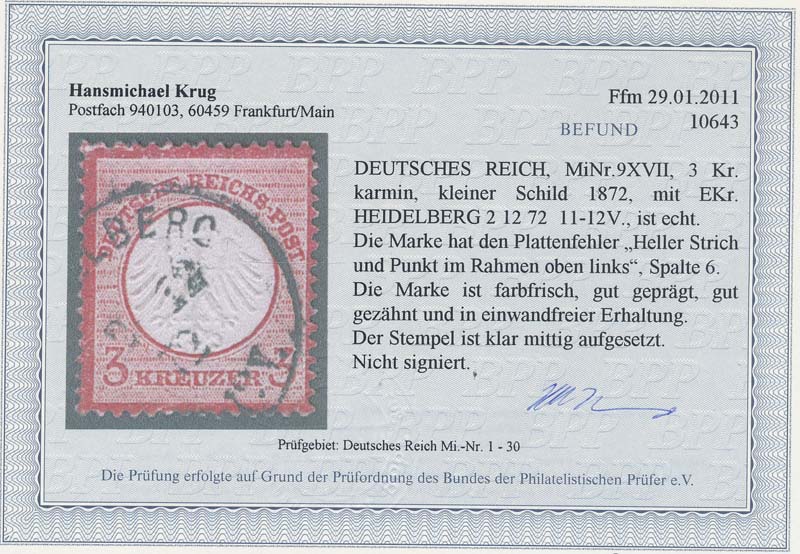 Hansmichael Krug
Postfach 940103, 60459 Frankfurt/Main
Ffm 29.01.2011
BEFUND 10643
DEUTSCHES REICH, MiNr.9XVII, 3 Kr.
karmin, kleiner Schild 1872, mit EKr.
HEIDELBERG 2 12 72 11-12V., ist echt.
Die Marke hat den Plattenfehler „Heller Strich
und Punkt im Rahmen oben links“, Spalte 6.
Die Marke ist farbfrisch, gut geprägt, gut
gezähnt und in einwandfreier Erhaltung.
Der Stempel ist klar mittig aufgesetzt.
Nicht signiert.
DEUTSCHE REICHS-POST
BERG
3 KREUZER 3
Prüfgebiet: Deutsches Reich Mi.-Nr. 1 - 30
Die Prüfung erfolgte auf Grund der Prüfordnung des Bundes der Philatelistischen Prüfer e.V.
BPP